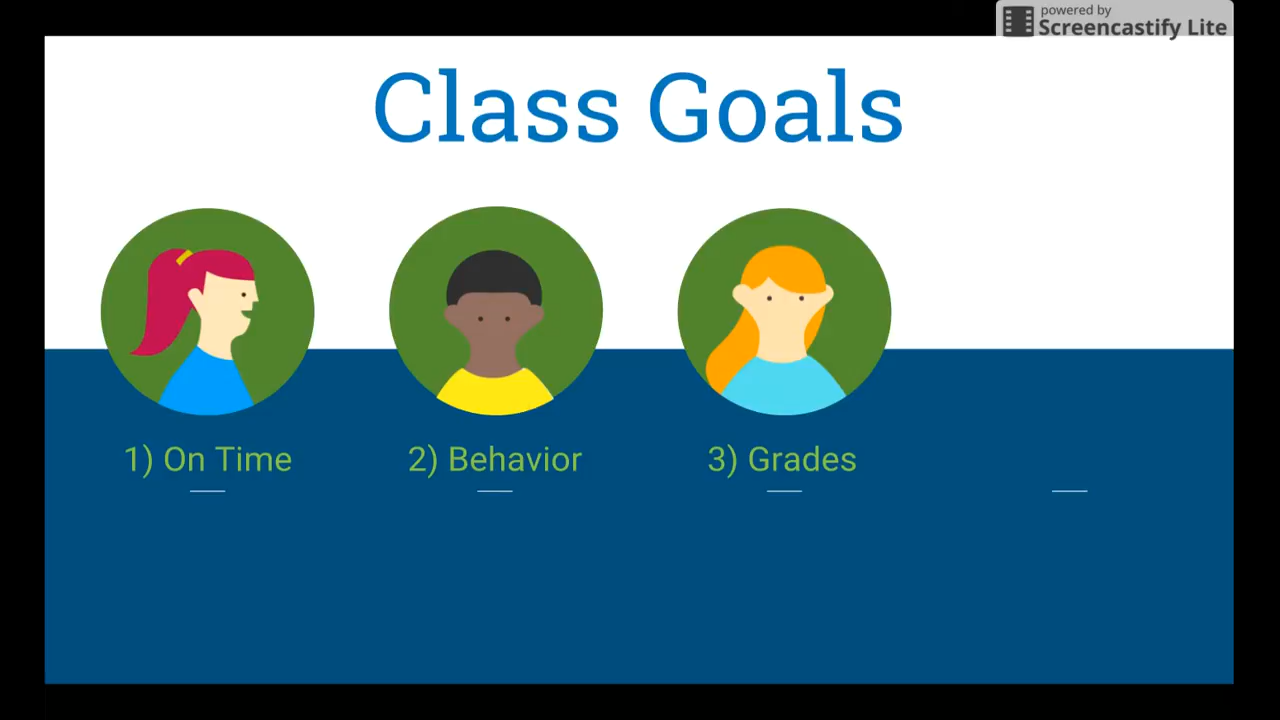 powered by
Screencastify Lite
Class Goals
1) On Time
2) Behavior
3) Grades